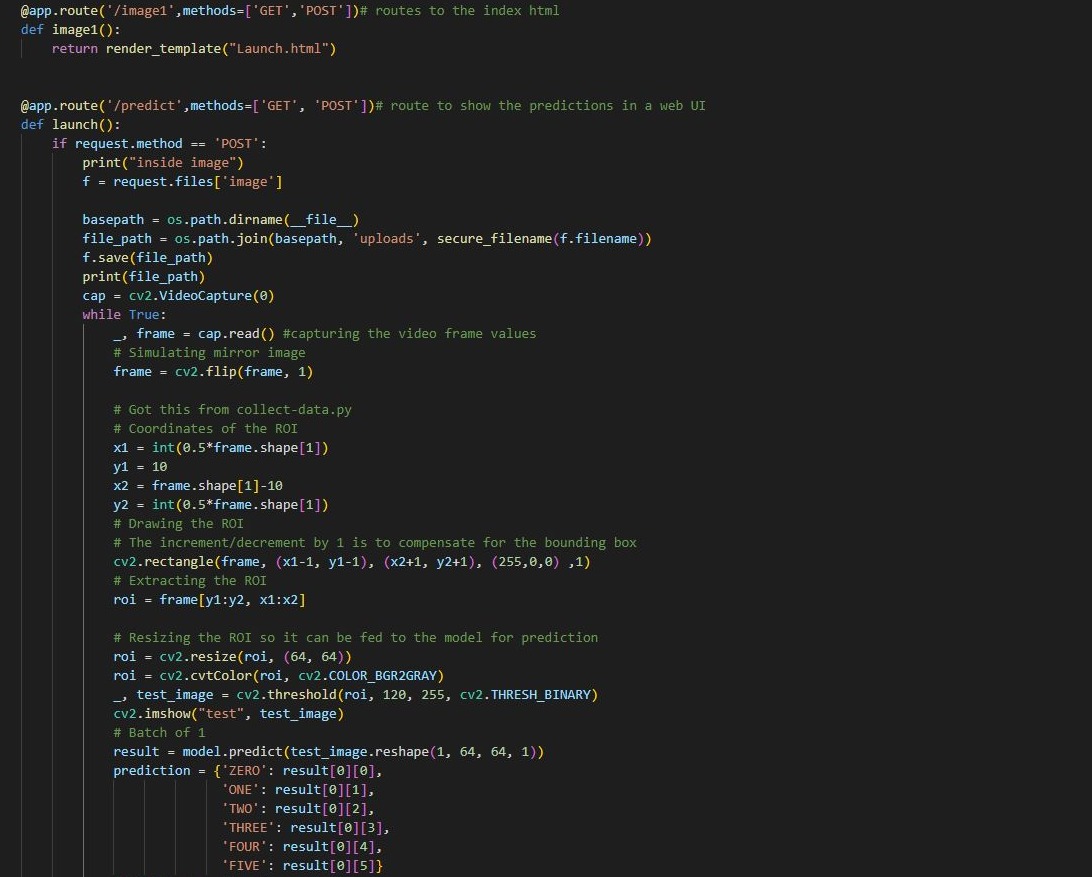 @app.route('/image1',methods=['GET','POST'])# routes to the index html
def image1():
    return render_template("Launch.html")
@app.route('/predict',methods=['GET', 'POST'])# route to show the predictions in a web UI
def launch():
    if request.method == 'POST':
        print("inside image")
        f = request.files['image']
        basepath = os.path.dirname(__file__)
        file_path = os.path.join(basepath, 'uploads', secure_filename(f.filename))
        f.save(file_path)
        print(file_path)
        cap = cv2.VideoCapture(0)
        while True:
            _, frame = cap.read() #capturing the video frame values
            # Simulating mirror image
            frame = cv2.flip(frame, 1)
            # Got this from collect-data.py
            # Coordinates of the ROI
            x1 = int(0.5*frame.shape[1])
            y1 = 10
            x2 = frame.shape[1]-10
            y2 = int(0.5*frame.shape[1])
            # Drawing the ROI
            # The increment/decrement by 1 is to compensate for the bounding box
            cv2.rectangle(frame, (x1-1, y1-1), (x2+1, y2+1), (255,0,0) ,1)
            # Extracting the ROI
            roi = frame[y1:y2, x1:x2]
            # Resizing the ROI so it can be fed to the model for prediction
            roi = cv2.resize(roi, (64, 64))
            roi = cv2.cvtColor(roi, cv2.COLOR_BGR2GRAY)
            _, test_image = cv2.threshold(roi, 120, 255, cv2.THRESH_BINARY)
            cv2.imshow("test", test_image)
            # Batch of 1
            result = model.predict(test_image.reshape(1, 64, 64, 1))
            prediction = {'ZERO': result[0][0],
                          'ONE': result[0][1],
                          'TWO': result[0][2],
                          'THREE': result[0][3],
                          'FOUR': result[0][4],
                          'FIVE': result[0][5]}